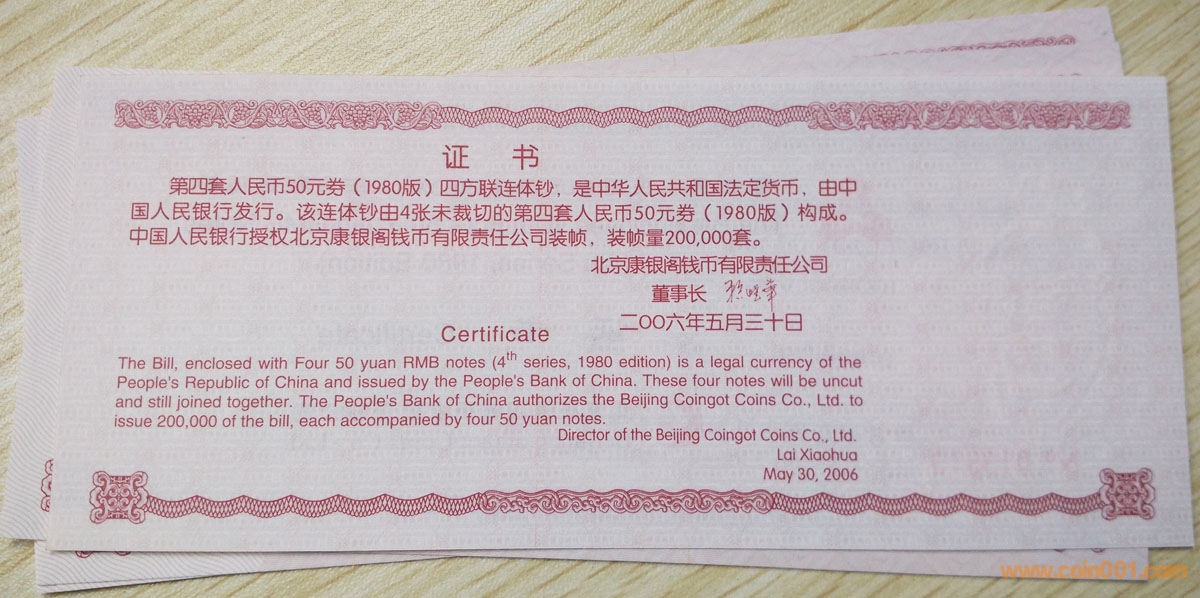 证 书
第四套人民币50元券（1980版）四方联连体钞，是中华人民共和国法定货币，由中
国人民银行发行。该连体钞由4张未裁切的第四套人民币50元券（1980版）构成。
中国人民银行授权北京康银阁钱币有限责任公司装帧，装帧量200,000套。
北京康银阁钱币有限责任公司
董事长
二〇〇六年五月三十日
Certificate
The Bill, enclosed with Four 50 yuan RMB notes (4th series, 1980 edition) is a legal currency of the
People's Republic of China and issued by the People's Bank of China. These four notes will be uncut
and still joined together. The People's Bank of China authorizes the Beijing Coingot Coins Co., Ltd. to
issue 200,000 of the bill, each accompanied by four 50 yuan notes.
Director of the Beijing Coingot Coins Co., Ltd.
Lai Xiaohua
May 30, 2006
www.coin001.com